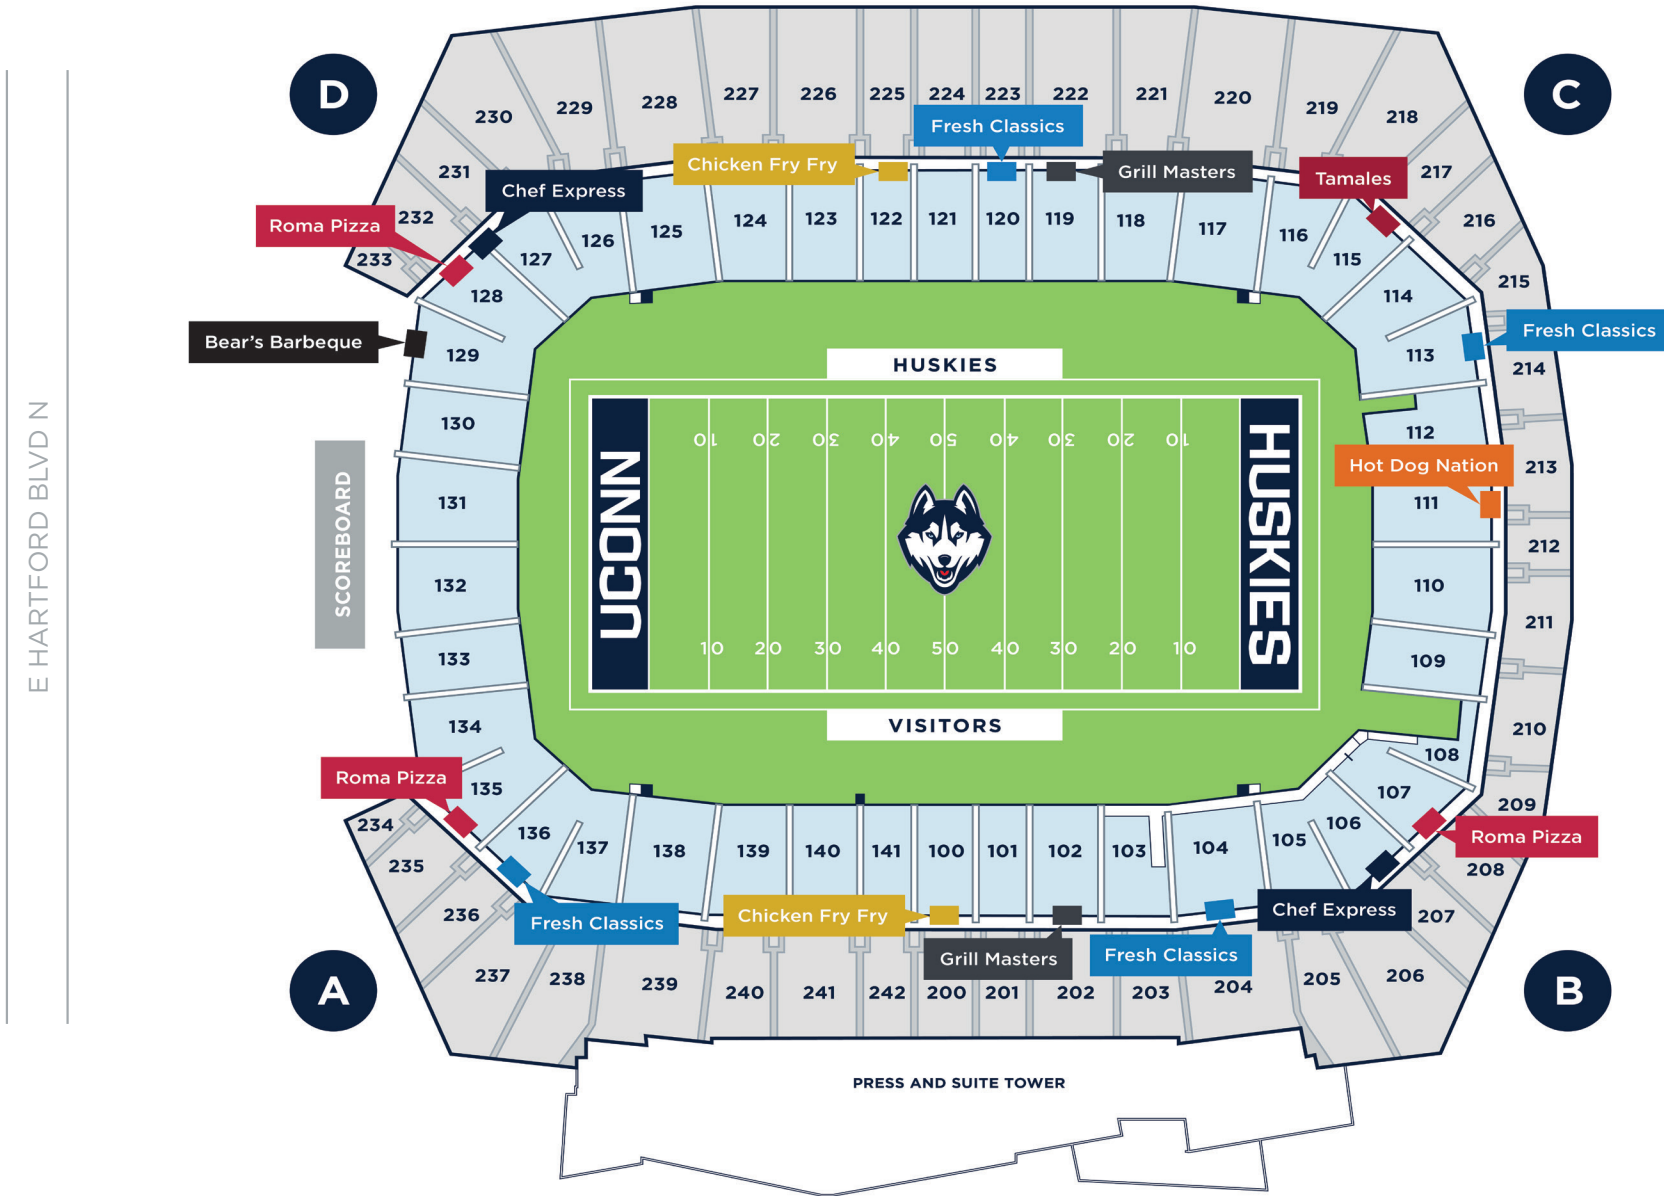 D
C
227
226
225
224
223
222
221
220
219
218
228
229
230
231
232
233
217
216
215
214
213
212
211
210
209
208
207
206
205
204
203
202
201
200
242
241
240
239
238
237
236
235
234
Fresh Classics
Chicken Fry Fry
Grill Masters
Tamales
Chef Express
Roma Pizza
Bear's Barbeque
Fresh Classics
Hot Dog Nation
124
123
122
121
120
119
118
117
116
115
114
113
112
111
110
109
108
107
106
105
104
103
102
101
100
141
140
139
138
137
136
135
134
133
132
131
130
129
128
127
126
125
HUSKIES
10 20 30 40 50 40 30 20 10
UCONN
HUSKIES
10 20 30 40 50 40 30 20 10
VISITORS
SCOREBOARD
E HARTFORD BLVD N
Roma Pizza
Fresh Classics
Chicken Fry Fry
Grill Masters
Fresh Classics
Chef Express
Roma Pizza
A
B
PRESS AND SUITE TOWER